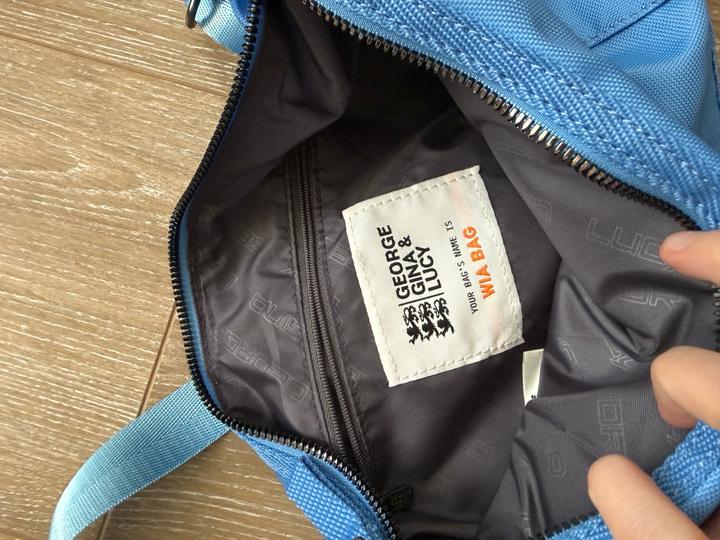 GEORGE
GINA &
LUCY
YOUR BAG'S NAME IS
WIA BAG